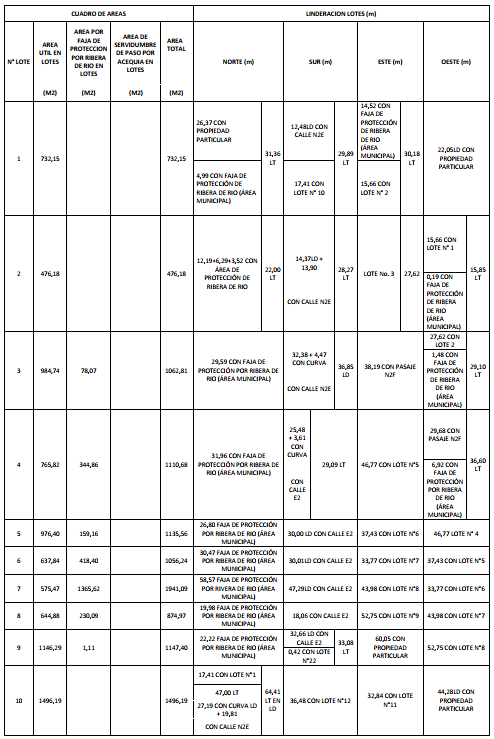 CUADRO DE AREAS
LINDERACION LOTES (m)
N° LOTE
AREA
UTIL EN
LOTES
(M2)
AREA POR
FAJA DE
PROTECCION
POR RIBERA
DE RIO EN
LOTES
(M2)
AREA DE
SERVIDUMBRE
DE PASO POR
ACEQUIA EN
LOTES
(M2)
AREA
TOTAL
(M2)
NORTE (m)
SUR (m)
ESTE (m)
OESTE (m)
1
732,15
732,15
26,37 CON
PROPIEDAD
PARTICULAR
4,99 CON FAJA DE
PROTECCIÓN DE
RIBERA DE RIO (ÁREA
MUNICIPAL)
31,36
LT
12,48LD CON
CALLE N2E
17,41 CON
LOTE N° 10
29,89
LT
14,52 CON
FAJA DE
PROTECCIÓN
DE RIBERA
DE RIO
(ÁREA
MUNICIPAL)
15,66 CON
LOTE N° 2
30,18
LT
22,05LD CON
PROPIEDAD
PARTICULAR
2
476,18
476,18
12,19+6,29+3,52 CON
ÁREA DE
PROTECCIÓN DE
RIBERA DE RIO
22,00
LT
14,37LD +
13,90
CON CALLE N2E
28,27
LT
LOTE No. 3
27,62
15,66 CON
LOTE N° 1
0,19 CON
FAJA DE
PROTECCIÓN
DE RIBERA
DE RIO
(ÁREA
MUNICIPAL)
15,85
LT
3
984,74
78,07
1062,81
29,59 CON FAJA DE
PROTECCIÓN POR RIBERA DE
RIO (ÁREA MUNICIPAL)
32,38 + 4,47
CON CURVA
CON CALLE N2E
36,85
LD
38,19 CON PASAJE
N2F
27,62 CON
LOTE 2
1,48 CON
FAJA DE
PROTECCIÓN
DE RIBERA
DE RIO
(ÁREA
MUNICIPAL)
29,10
LT
4
765,82
344,86
1110,68
31,96 CON FAJA DE
PROTECCIÓN POR RIBERA DE
RIO (ÁREA MUNICIPAL)
25,48
+ 3,61
CON
CURVA
CON
CALLE
E2
29,09 LT
46,77 CON LOTE N°5
29,68 CON
PASAJE N2F
6,92 CON
FAJA DE
PROTECCIÓN
POR RIBERA
DE RIO
(ÁREA
MUNICIPAL)
36,60
LT
5
976,40
159,16
1135,56
26,80 FAJA DE PROTECCIÓN
POR RIBERA DE RIO (ÁREA
MUNICIPAL)
30,00 LD CON CALLE E2
37,43 CON LOTE N°6
46,77 LOTE N° 4
6
637,84
418,40
1056,24
30,47 FAJA DE PROTECCIÓN
POR RIBERA DE RIO (ÁREA
MUNICIPAL)
30,01LD CON CALLE E2
33,77 CON LOTE N°7
37,43 CON LOTE N°5
7
575,47
1365,62
1941,09
58,57 FAJA DE PROTECCIÓN
POR RIVERA DE RIO (ÁREA
MUNICIPAL)
47,29LD CON CALLE E2
43,98 CON LOTE N°8
33,77 CON LOTE N°6
8
644,88
230,09
874,97
19,98 FAJA DE PROTECCIÓN
POR RIBERA DE RIO (ÁREA
MUNICIPAL)
18,06 CON CALLE E2
52,75 CON LOTE N°9
43,98 CON LOTE N°7
9
1146,29
1,11
1147,40
22,22 FAJA DE PROTECCIÓN
POR RIBERA DE RIO (ÁREA
MUNICIPAL)
32,66 LD CON
CALLE E2
0,42 CON LOTE
N°22
33,08
LT
60,05 CON
PROPIEDAD
PARTICULAR
52,75 CON LOTE N°8
10
1496,19
1496,19
17,41 CON LOTE N°1
47,00 LT
27,19 CON CURVA LD
+ 19,81
CON CALLE N2E
64,41
LT EN
LD
36,48 CON LOTE N°12
32,84 CON LOTE
N°11
44,28LD CON
PROPIEDAD
PARTICULAR